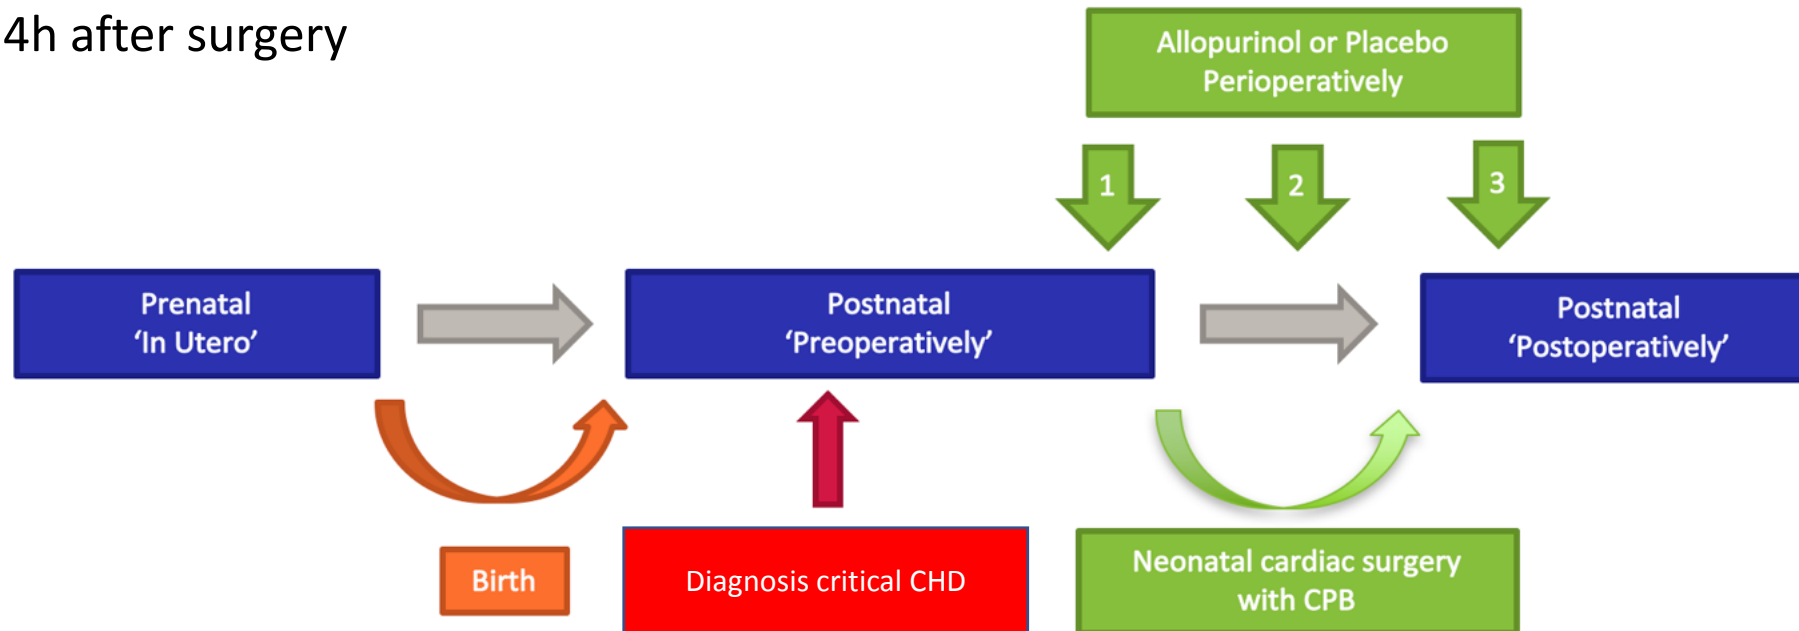 4h after surgery
Allopurinol or Placebo
Perioperatively
1
2
3
Prenatal
‘In Utero’
Postnatal
‘Preoperatively’
Postnatal
‘Postoperatively’
Birth
Diagnosis critical CHD
Neonatal cardiac surgery
with CPB